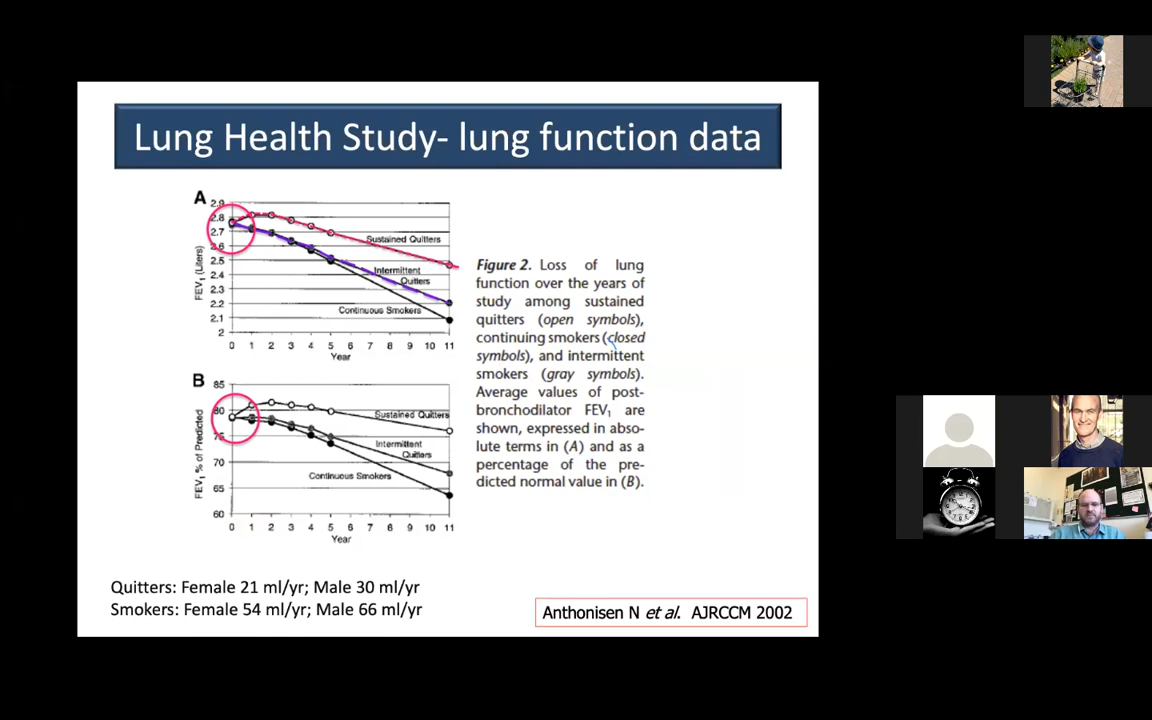 Lung Health Study- lung function data
A
2.9
2.8
2.7
2.6
2.5
2.4
2.3
2.2
2.1
2
FEV1 (Liters)
Sustained Quitters
Intermittent
Quitters
Continuous Smokers
0 1 2 3 4 5 6 7 8 9 10 11
Year
B
85
80
75
70
65
60
FEV1 % of Predicted
Sustained Quitters
Intermittent
Quitters
Continuous Smokers
0 1 2 3 4 5 6 7 8 9 10 11
Year
Figure 2. Loss of lung
function over the years of
study among sustained
quitters (open symbols),
continuing smokers (closed
symbols), and intermittent
smokers (gray symbols).
Average values of post-
bronchodilator FEV1 are
shown, expressed in abso-
lute terms in (A) and as a
percentage of the pre-
dicted normal value in (B).
Quitters: Female 21 ml/yr; Male 30 ml/yr
Smokers: Female 54 ml/yr; Male 66 ml/yr
Anthonisen N et al. AJRCCM 2002